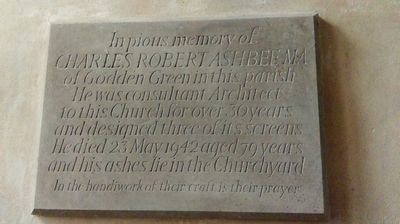 In pious memory of
CHARLES ROBERT ASHBEE MA
of Godden Green in this parish
He was consultant Architect
to this Church for over 30 years
and designed three of its screens
He died 23 May 1942 aged 79 years
and his ashes lie in the Churchyard
In the handiwork of their craft is their prayer